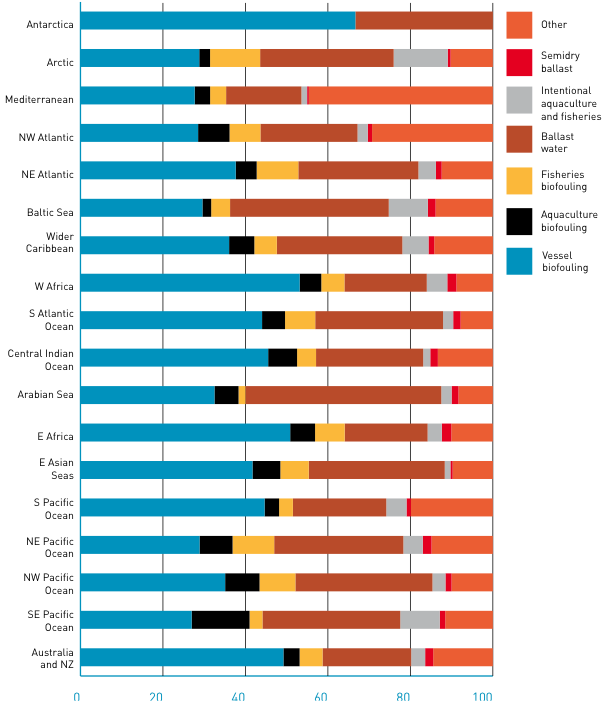 Antarctica
Arctic
Mediterranean
NW Atlantic
NE Atlantic
Baltic Sea
Wider
Caribbean
W Africa
S Atlantic
Ocean
Central Indian
Ocean
Arabian Sea
E Africa
E Asian
Seas
S Pacific
Ocean
NE Pacific
Ocean
NW Pacific
Ocean
SE Pacific
Ocean
Australia
and NZ
0 20 40 60 80 100
Other
Semidry
ballast
Intentional
aquaculture
and fisheries
Ballast
water
Fisheries
biofouling
Aquaculture
biofouling
Vessel
biofouling